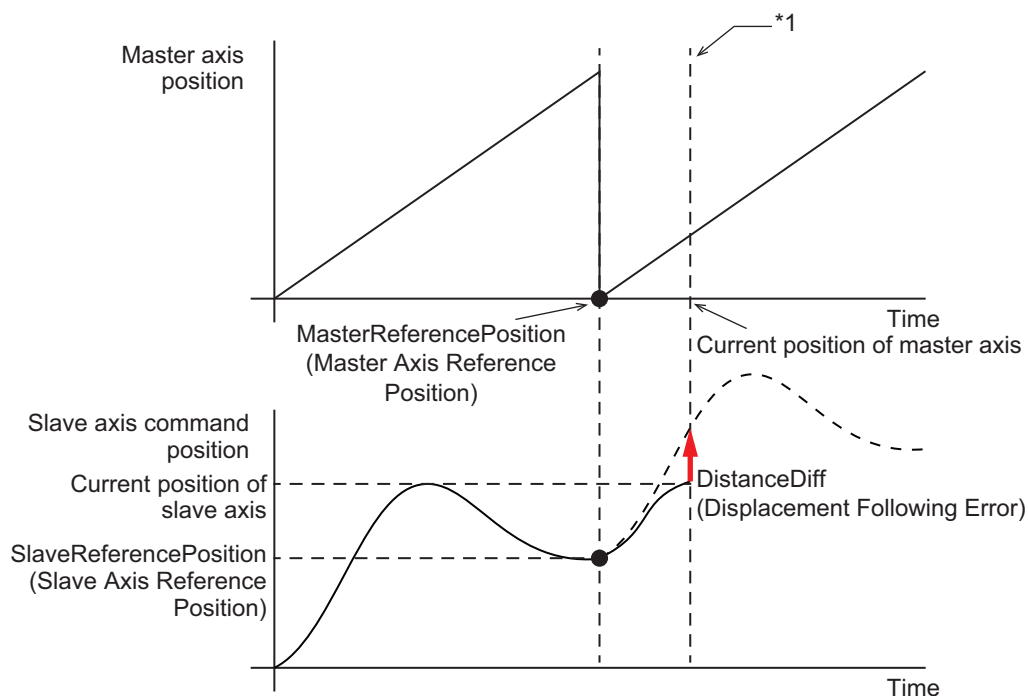 *1
Master axis
position
Time
MasterReferencePosition
(Master Axis Reference
Position)
Current position of master axis
Slave axis command
position
Current position of
slave axis
DistanceDiff
(Displacement Following Error)
SlaveReferencePosition
(Slave Axis Reference
Position)
Time